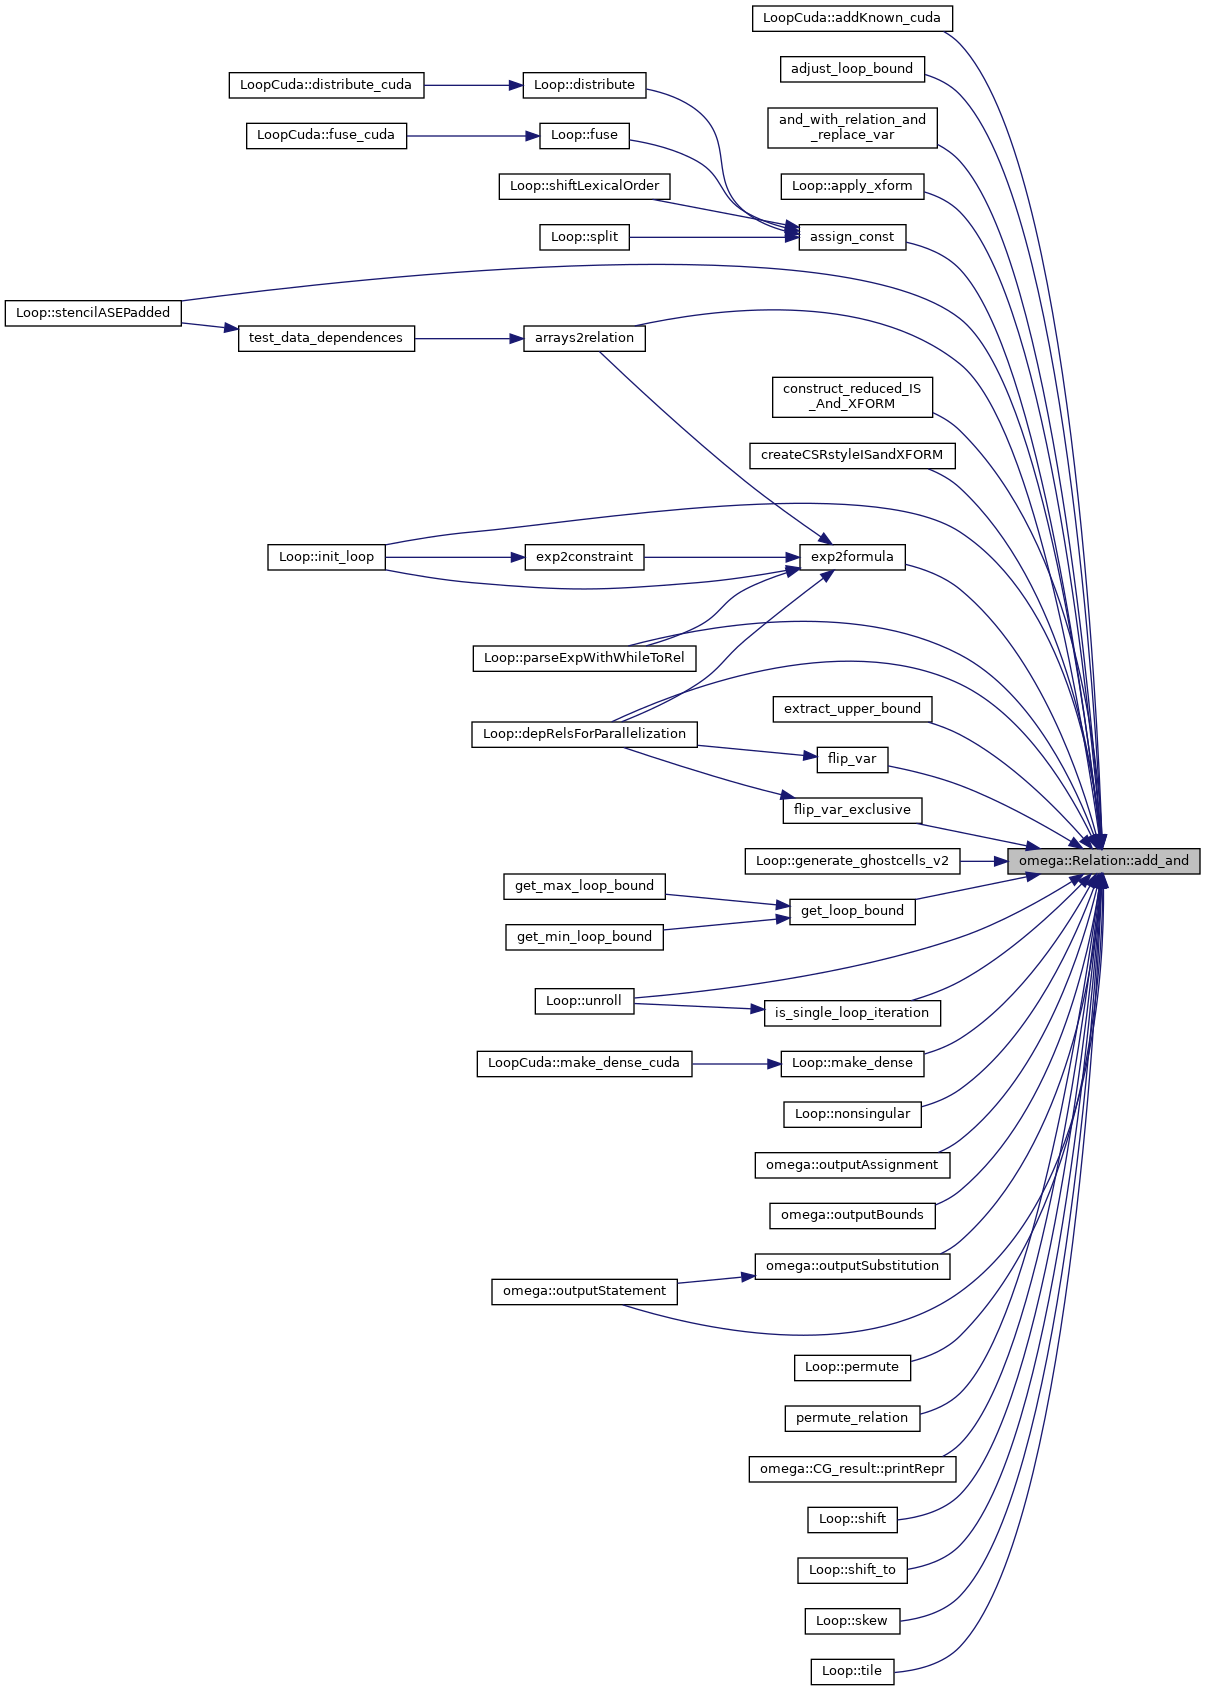 LoopCuda::addKnown_cuda
adjust_loop_bound
LoopCuda::distribute_cuda
Loop::distribute
and_with_relation_and
_replace_var
LoopCuda::fuse_cuda
Loop::fuse
Loop::shiftLexicalOrder
Loop::apply_xform
Loop::split
assign_const
Loop::stencilASEPadded
test_data_dependences
arrays2relation
construct_reduced_IS
_And_XFORM
createCSRstyleISandXFORM
Loop::init_loop
exp2constraint
exp2formula
Loop::parseExpWithWhileToRel
extract_upper_bound
Loop::depRelsForParallelization
flip_var
flip_var_exclusive
Loop::generate_ghostcells_v2
omega::Relation::add_and
get_max_loop_bound
get_loop_bound
get_min_loop_bound
Loop::unroll
is_single_loop_iteration
LoopCuda::make_dense_cuda
Loop::make_dense
Loop::nonsingular
omega::outputAssignment
omega::outputBounds
omega::outputSubstitution
omega::outputStatement
Loop::permute
permute_relation
omega::CG_result::printRepr
Loop::shift
Loop::shift_to
Loop::skew
Loop::tile